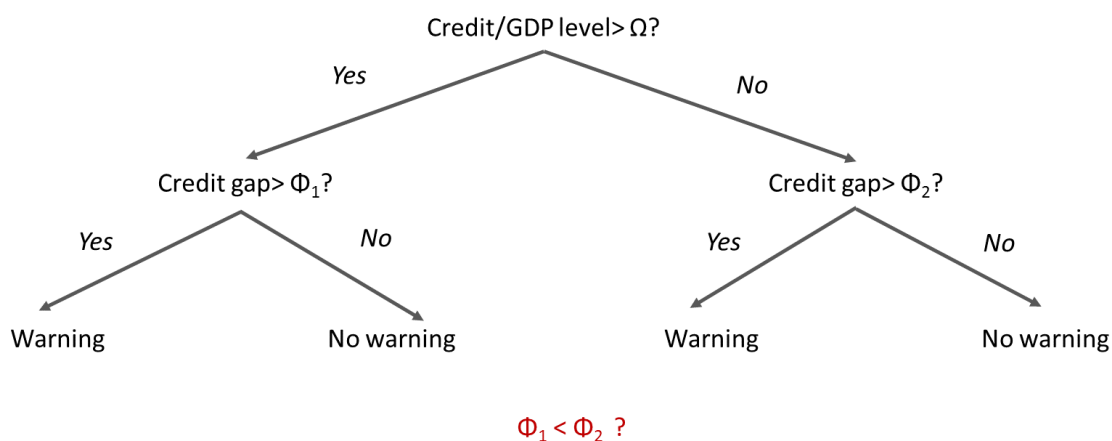 Credit/GDP level> Ω?
Yes
No
Credit gap> Φ₁?
Credit gap> Φ₂?
Yes
No
Yes
No
Warning
No warning
Warning
No warning
Φ₁ < Φ₂ ?